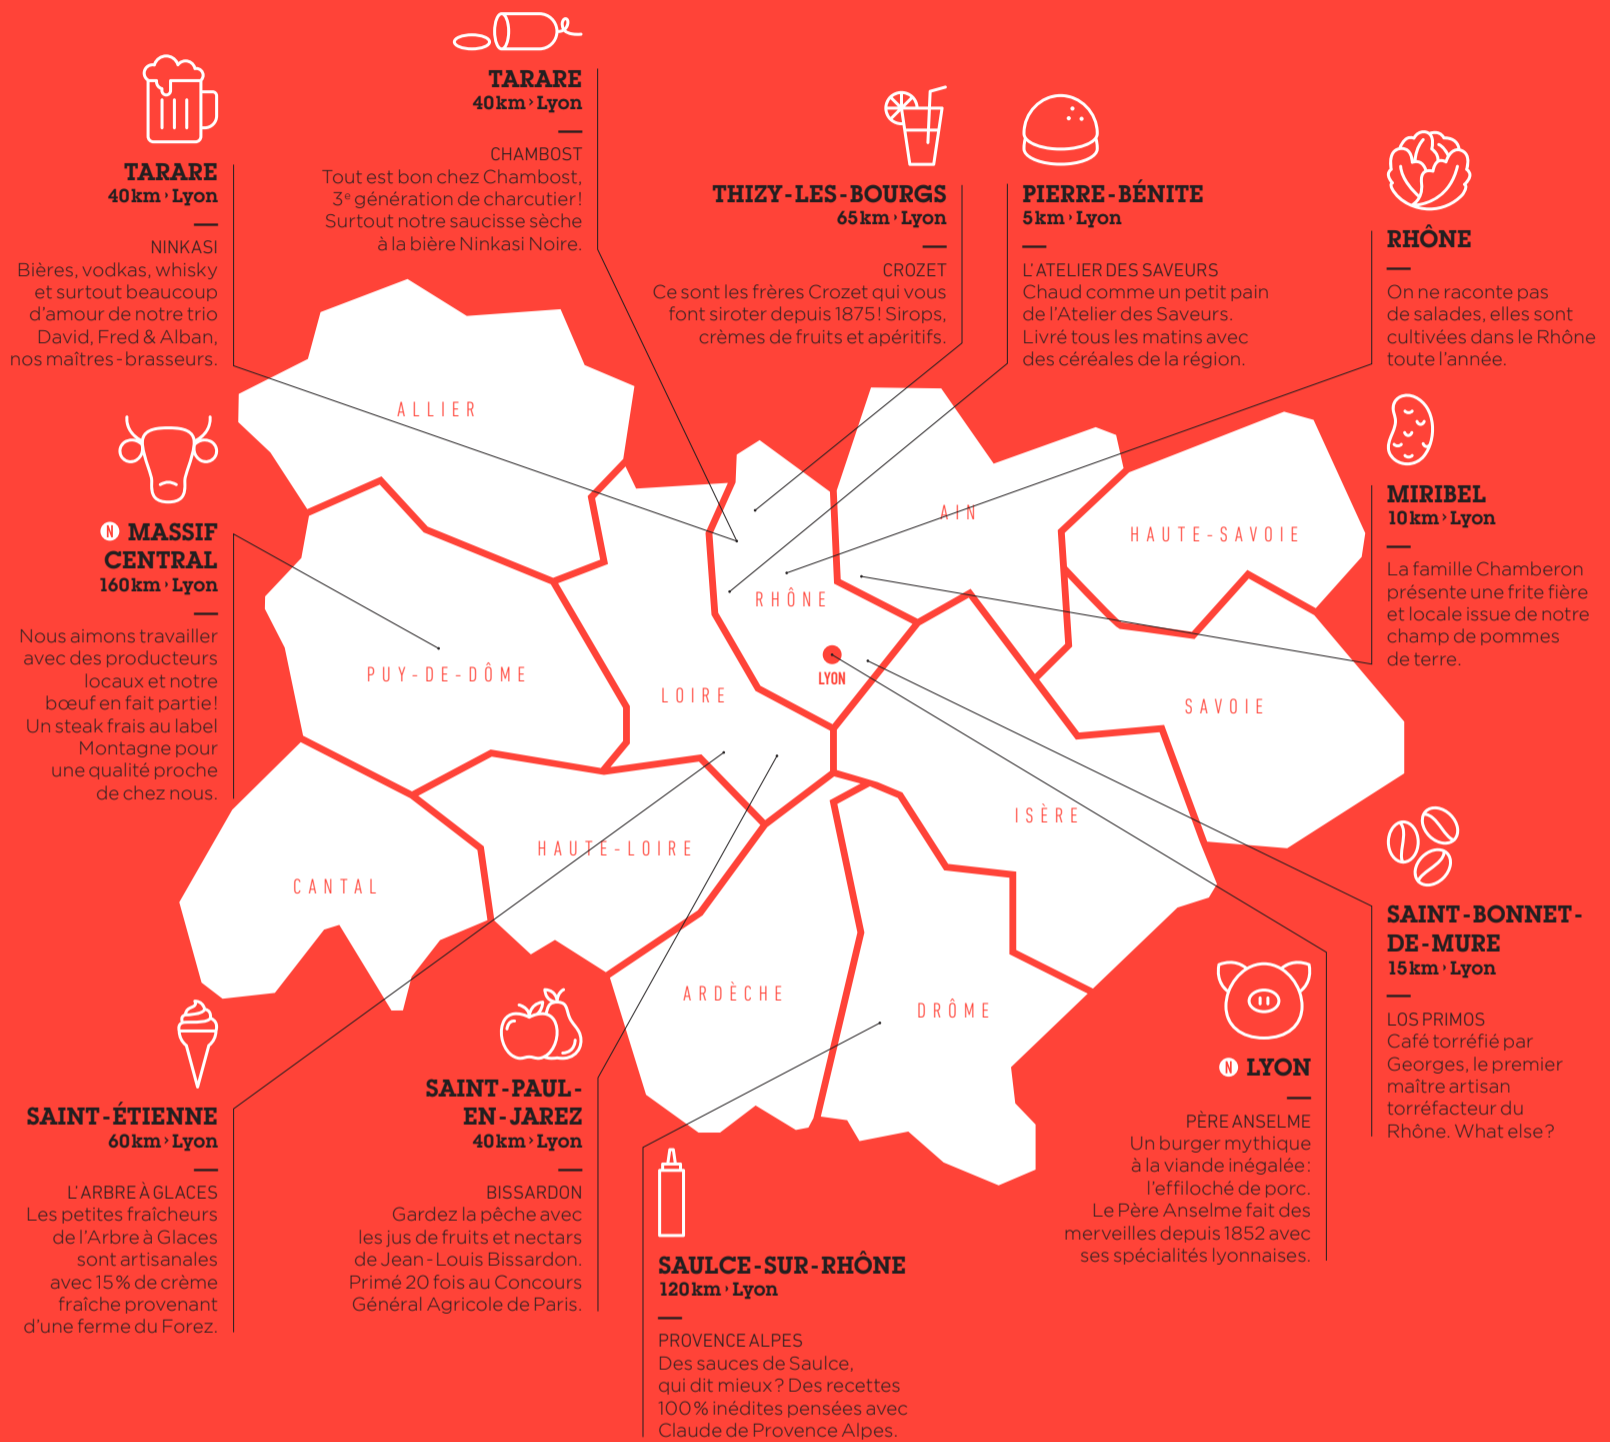 TARARE
40km › Lyon
NINKASI
Bières, vodkas, whisky
et surtout beaucoup
d'amour de notre trio
David, Fred & Alban,
nos maîtres-brasseurs.
TARARE
40km › Lyon
CHAMBOST
Tout est bon chez Chambost,
3e génération de charcutier!
Surtout notre saucisse sèche
à la bière Ninkasi Noire.
THIZY-LES-BOURGS
65km › Lyon
CROZET
Ce sont les frères Crozet qui vous
font siroter depuis 1875! Sirops,
crèmes de fruits et apéritifs.
PIERRE-BÉNITE
5km › Lyon
L'ATELIER DES SAVEURS
Chaud comme un petit pain
de l'Atelier des Saveurs.
Livré tous les matins avec
des céréales de la région.
RHÔNE
On ne raconte pas
de salades, elles sont
cultivées dans le Rhône
toute l'année.
MIRIBEL
10km › Lyon
La famille Chamberon
présente une frite fière
et locale issue de notre
champ de pommes
de terre.
N MASSIF
CENTRAL
160km › Lyon
Nous aimons travailler
avec des producteurs
locaux et notre
bœuf en fait partie!
Un steak frais au label
Montagne pour
une qualité proche
de chez nous.
ALLIER
AIN
HAUTE-SAVOIE
RHÔNE
LYON
PUY-DE-DÔME
LOIRE
SAVOIE
ISÈRE
HAUTE-LOIRE
CANTAL
ARDÈCHE
DRÔME
SAINT-BONNET-
DE-MURE
15km › Lyon
LOS PRIMOS
Café torréfié par
Georges, le premier
maître artisan
torréfacteur du
Rhône. What else?
N LYON
PÈRE ANSELME
Un burger mythique
à la viande inégalée:
l'effiloché de porc.
Le Père Anselme fait des
merveilles depuis 1852 avec
ses spécialités lyonnaises.
SAINT-ÉTIENNE
60km › Lyon
L'ARBRE À GLACES
Les petites fraîcheurs
de l'Arbre à Glaces
sont artisanales
avec 15% de crème
fraîche provenant
d'une ferme du Forez.
SAINT-PAUL-
EN-JAREZ
40km › Lyon
BISSARDON
Gardez la pêche avec
les jus de fruits et nectars
de Jean-Louis Bissardon.
Primé 20 fois au Concours
Général Agricole de Paris.
SAULCE-SUR-RHÔNE
120km › Lyon
PROVENCE ALPES
Des sauces de Saulce,
qui dit mieux? Des recettes
100% inédites pensées avec
Claude de Provence Alpes.